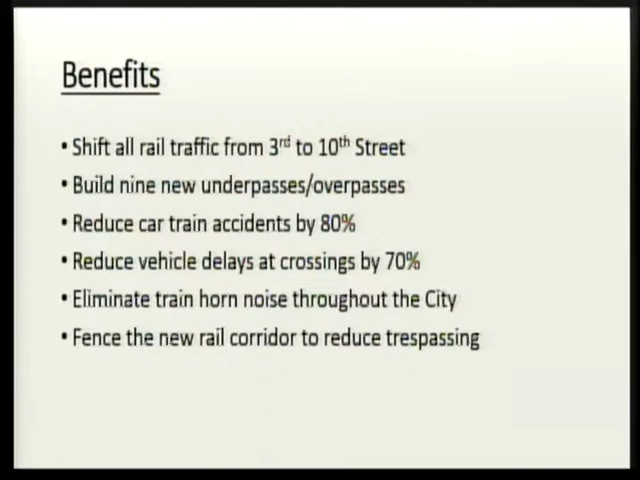 Benefits
• Shift all rail traffic from 3rd to 10th Street
• Build nine new underpasses/overpasses
• Reduce car train accidents by 80%
• Reduce vehicle delays at crossings by 70%
• Eliminate train horn noise throughout the City
• Fence the new rail corridor to reduce trespassing